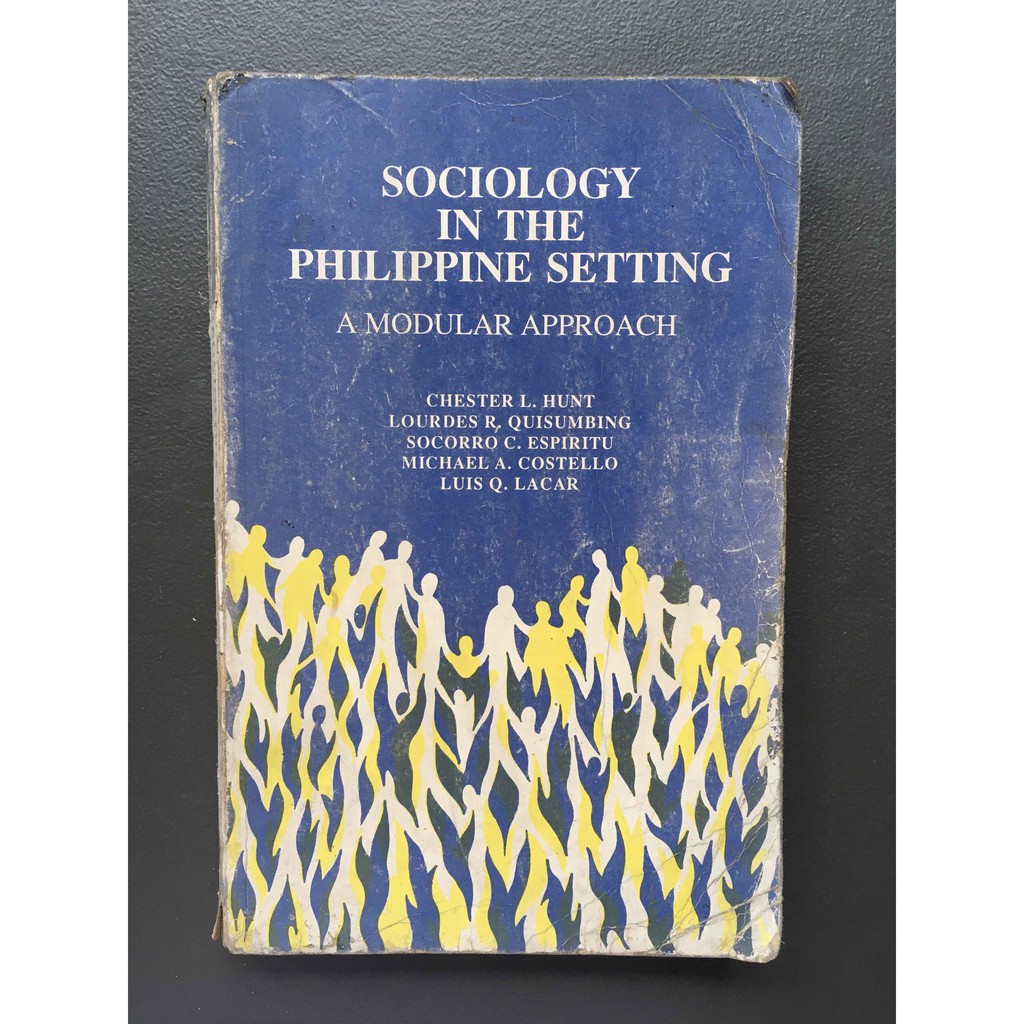 SOCIOLOGY
IN THE
PHILIPPINE SETTING
A MODULAR APPROACH
CHESTER L. HUNT
LOURDES R. QUISUMBING
SOCORRO C. ESPIRITU
MICHAEL A. COSTELLO
LUIS Q. LACAR